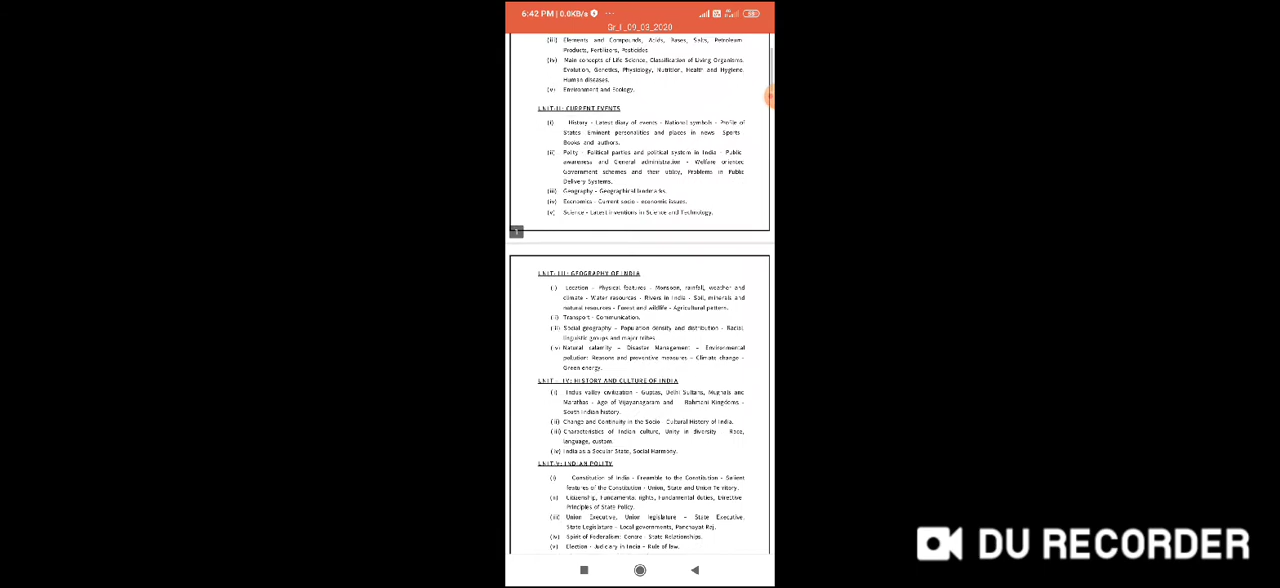 6:42 PM | 0.0KB/s
Gr_I_09_03_2020
(iii) Elements and Compounds, Acids, Bases, Salts, Petroleum
Products, Fertilizers, Pesticides
(iv) Main concepts of Life Science, Classification of Living Organisms,
Evolution, Genetics, Physiology, Nutrition, Health and Hygiene,
Human diseases.
(v) Environment and Ecology.
UNIT-II: CURRENT EVENTS
(i) History - Latest diary of events - National symbols - Profile of
States - Eminent personalities and places in news - Sports -
Books and authors.
(ii) Polity - Political parties and political system in India - Public
awareness and General administration - Welfare oriented
Government schemes and their utility, Problems in Public
Delivery Systems.
(iii) Geography - Geographical landmarks.
(iv) Economics - Current socio - economic issues.
(v) Science - Latest inventions in Science and Technology.
1
UNIT- III: GEOGRAPHY OF INDIA
(i) Location - Physical features - Monsoon, rainfall, weather and
climate - Water resources - Rivers in India - Soil, minerals and
natural resources - Forest and wildlife - Agricultural pattern.
(ii) Transport - Communication.
(iii) Social geography - Population density and distribution - Racial,
linguistic groups and major tribes.
(iv) Natural calamity - Disaster Management - Environmental
pollution: Reasons and preventive measures - Climate change -
Green energy.
UNIT - IV: HISTORY AND CULTURE OF INDIA
(i) Indus valley civilization - Guptas, Delhi Sultans, Mughals and
Marathas - Age of Vijayanagaram and Bahmani Kingdoms -
South Indian history.
(ii) Change and Continuity in the Socio - Cultural History of India.
(iii) Characteristics of Indian culture, Unity in diversity - Race,
language, custom.
(iv) India as a Secular State, Social Harmony.
UNIT-V: INDIAN POLITY
(i) Constitution of India - Preamble to the Constitution - Salient
features of the Constitution - Union, State and Union Territory.
(ii) Citizenship, Fundamental rights, Fundamental duties, Directive
Principles of State Policy.
(iii) Union Executive, Union legislature - State Executive,
State Legislature - Local governments, Panchayat Raj.
(iv) Spirit of Federalism: Centre - State Relationships.
(v) Election - Judiciary in India - Rule of law.
DU RECORDER